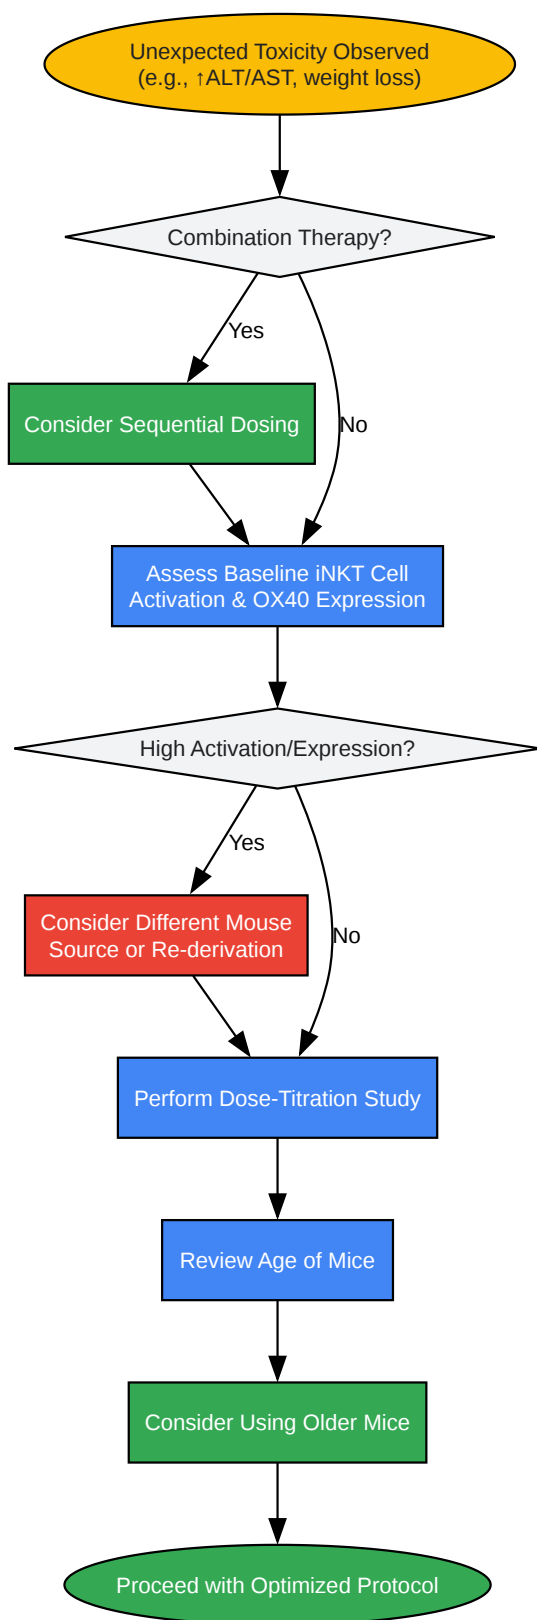 Unexpected Toxicity Observed
(e.g., ↑ALT/AST, weight loss)
Combination Therapy?
Yes
Consider Sequential Dosing
No
Assess Baseline iNKT Cell
Activation & OX40 Expression
High Activation/Expression?
Yes
Consider Different Mouse
Source or Re-derivation
No
Perform Dose-Titration Study
Review Age of Mice
Consider Using Older Mice
Proceed with Optimized Protocol